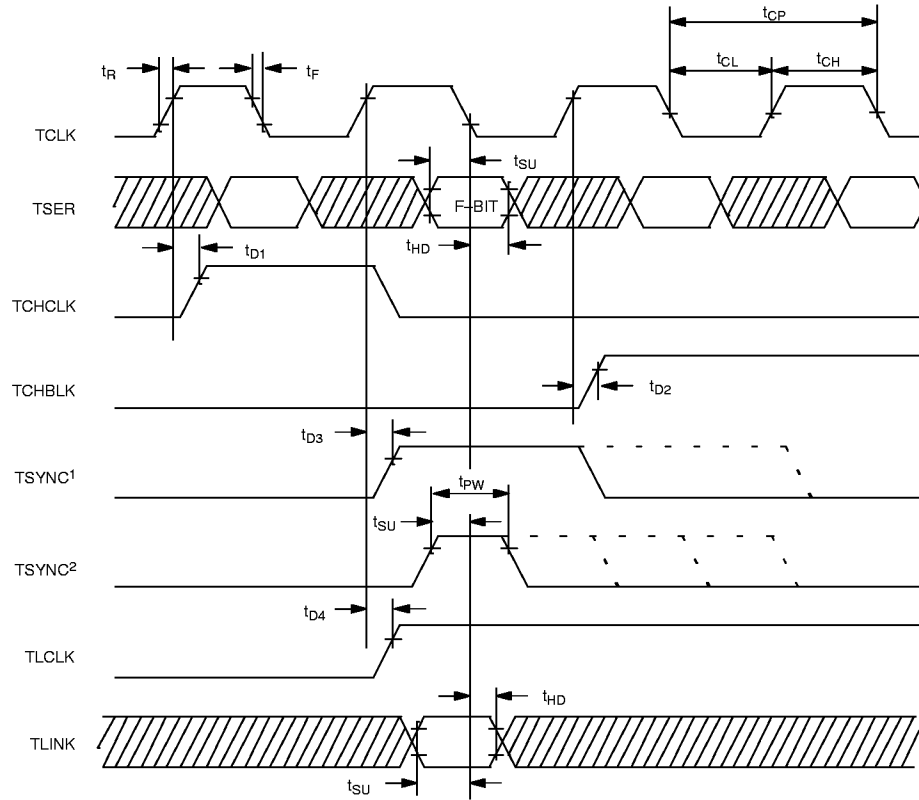 tCP
tR
tF
tCL
tCH
TCLK
tSU
TSER
F–BIT
tD1
tHD
TCHCLK
TCHBLK
tD2
tD3
TSYNC1
tPW
tSU
TSYNC2
tD4
TLCLK
tHD
TLINK
tSU